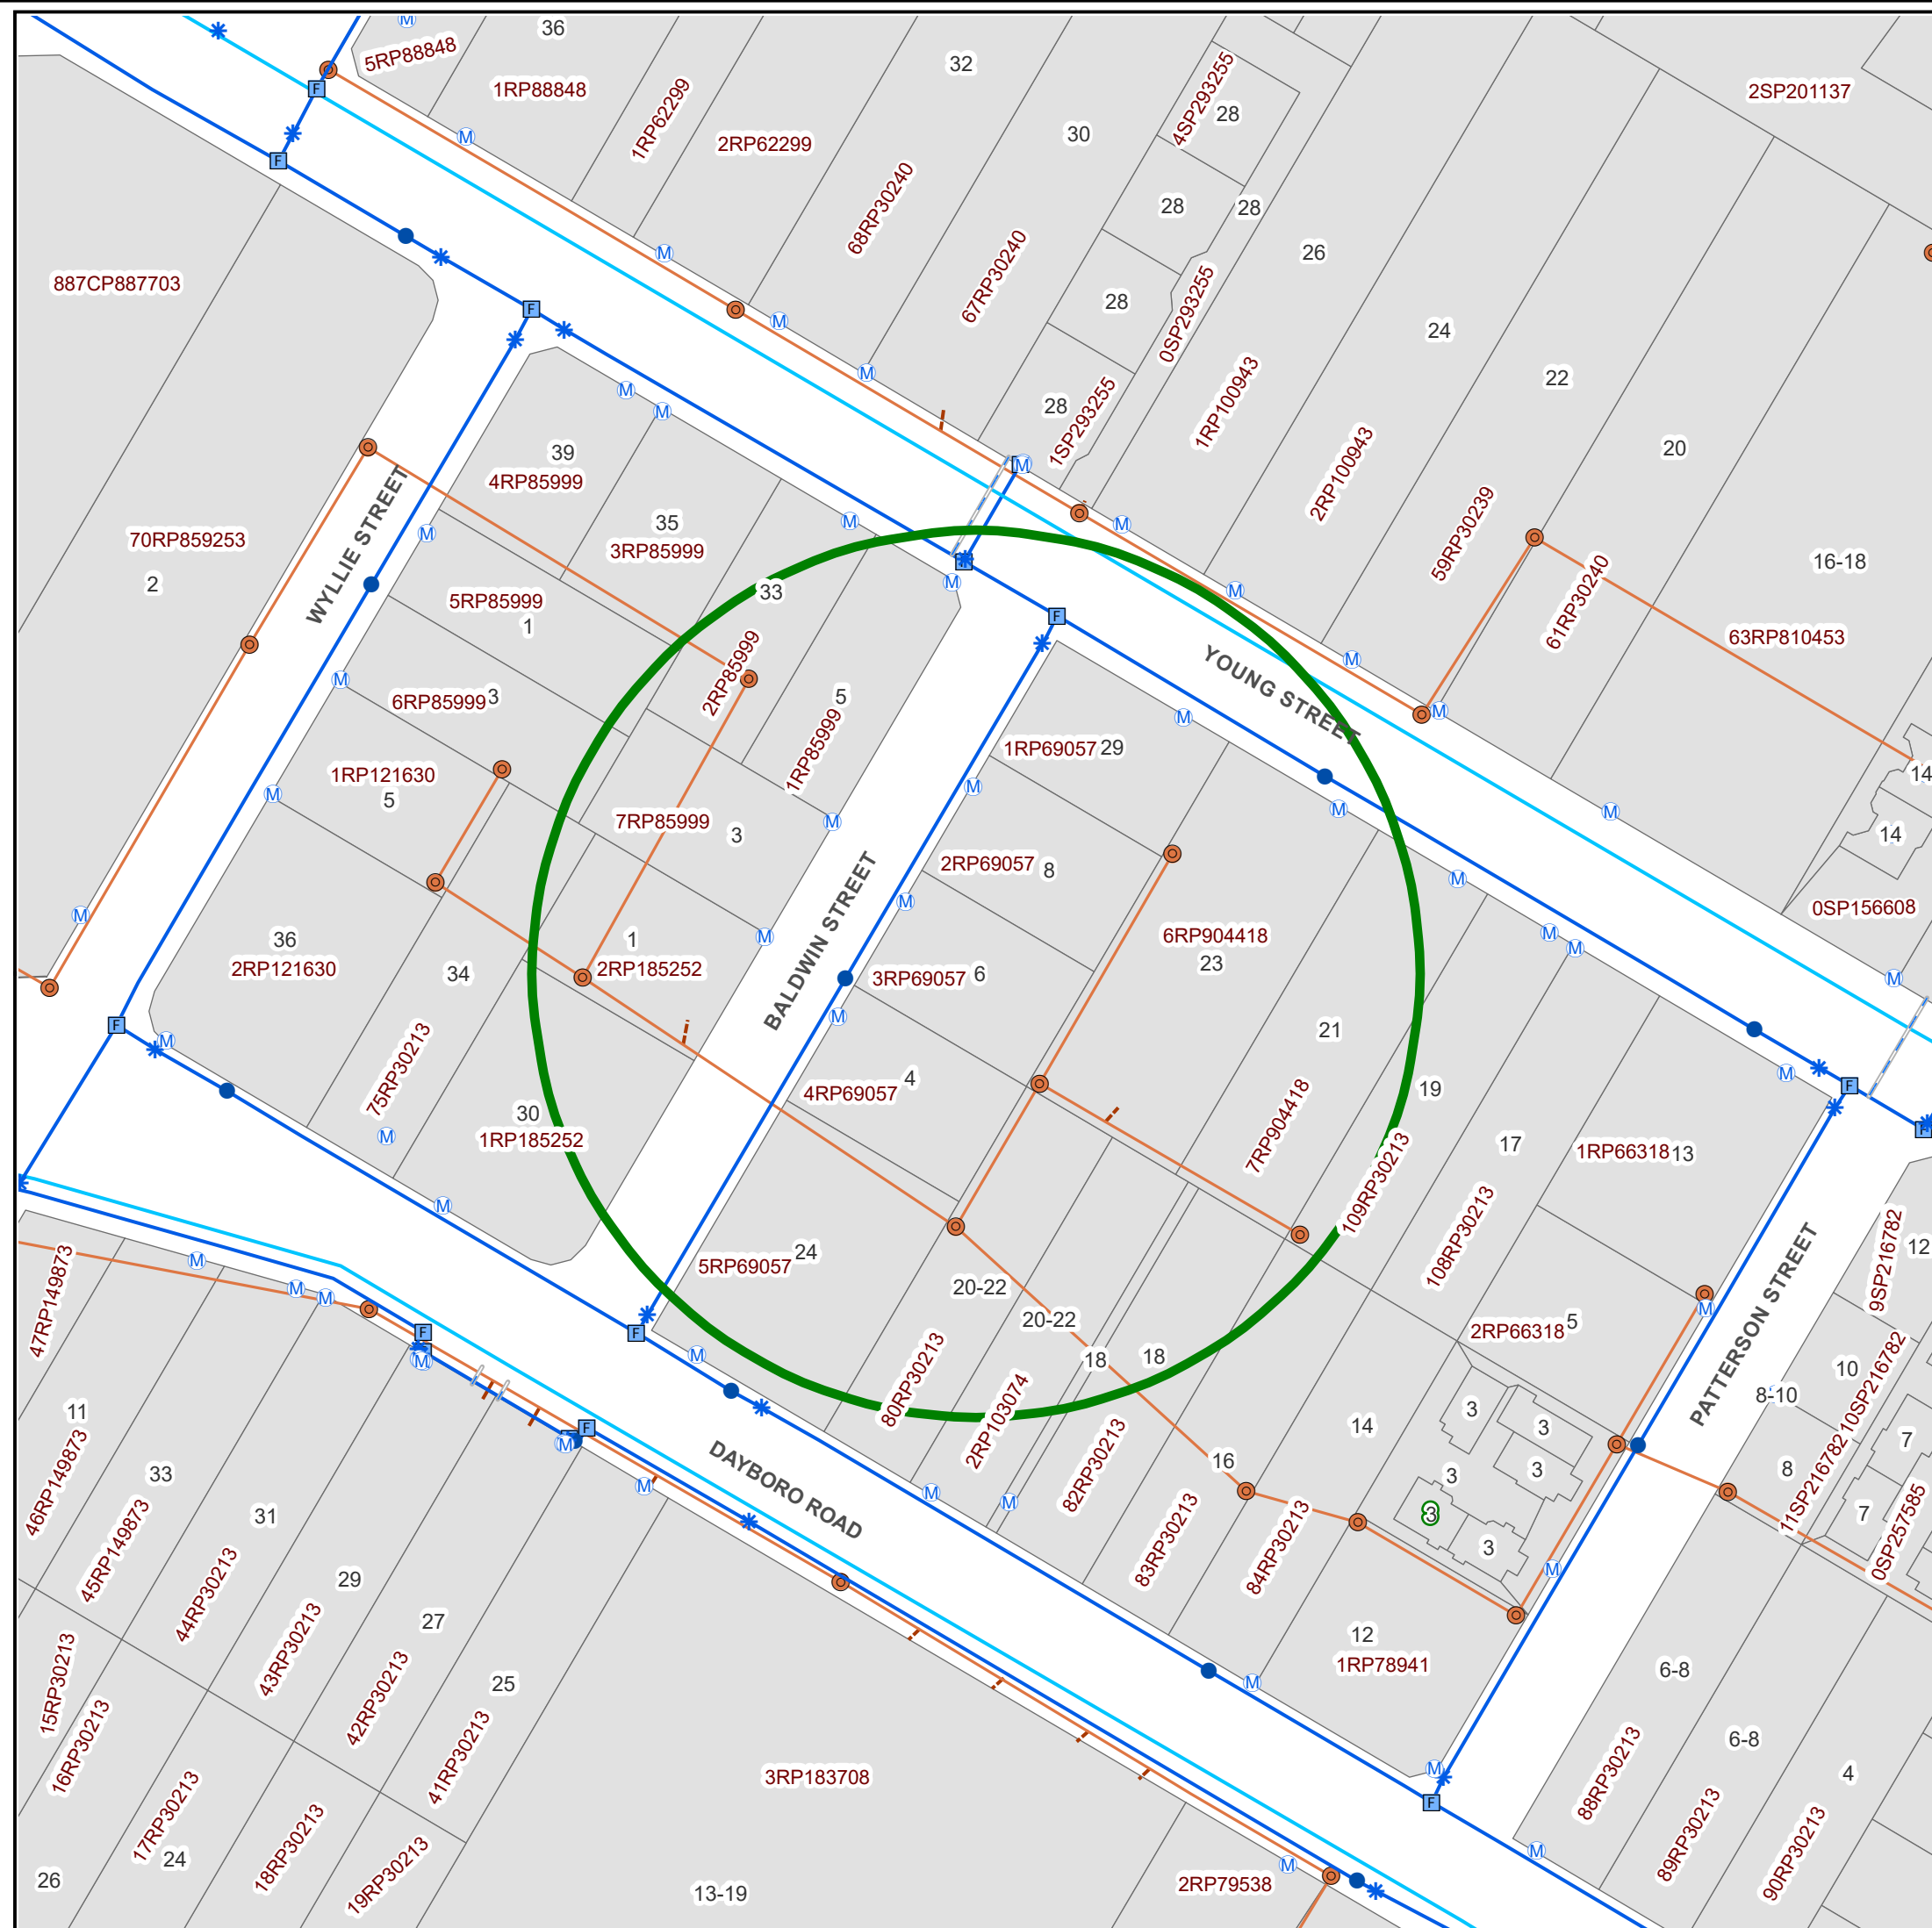 M
36
5RP88848
1RP88848
32
2SP201137
4SP293255
28
F
M
1RP62299
2RP62299
30
F
68RP30240
28
28
26
M
887CP887703
67RP30240
28
0SP293255
F
M
24
M
22
1RP100943
M
28
1SP293255
M
39
4RP85999
M
2RP100943
20
WYLLIE STREET
35
3RP85999
M
M
M
59RP30239
70RP859253
2
M
16-18
61RP30240
33
M
M
5RP85999
1
F
63RP810453
2RP85999
M
YOUNG STREET
6RP85999
3
5
M
M
M
1RP85999
1RP69057
29
1RP121630
5
M
M
14
M
7RP85999
3
M
M
M
14
2RP69057
8
M
BALDWIN STREET
M
0SP156608
M
36
2RP121630
1
2RP185252
M
6RP904418
23
M
M
34
3RP69057
6
M
F
M
M
21
75RP30213
4RP69057
4
19
M
F
30
1RP185252
7RP904418
17
1RP66318
13
F
M
109RP30213
M
108RP30213
PATTERSON STREET
9SP216782
12
47RP149873
M
M
M
5RP69057
24
20-22
20-22
M
2RP66318
5
F
F
M
M
18
18
80RP30213
2RP103074
10
8-10
10SP216782
11
3
3
14
F
M
DAYBORO ROAD
82RP30213
16
3
3
8
7
46RP149873
33
M
M
M
11SP216782
7
31
45RP149873
83RP30213
84RP30213
3
3
M
0SP257585
44RP30213
29
43RP30213
27
12
1RP78941
15RP30213
42RP30213
25
M
6-8
16RP30213
41RP30213
3RP183708
M
F
88RP30213
6-8
4
17RP30213
24
18RP30213
19RP30213
M
M
89RP30213
90RP30213
26
13-19
2RP79538